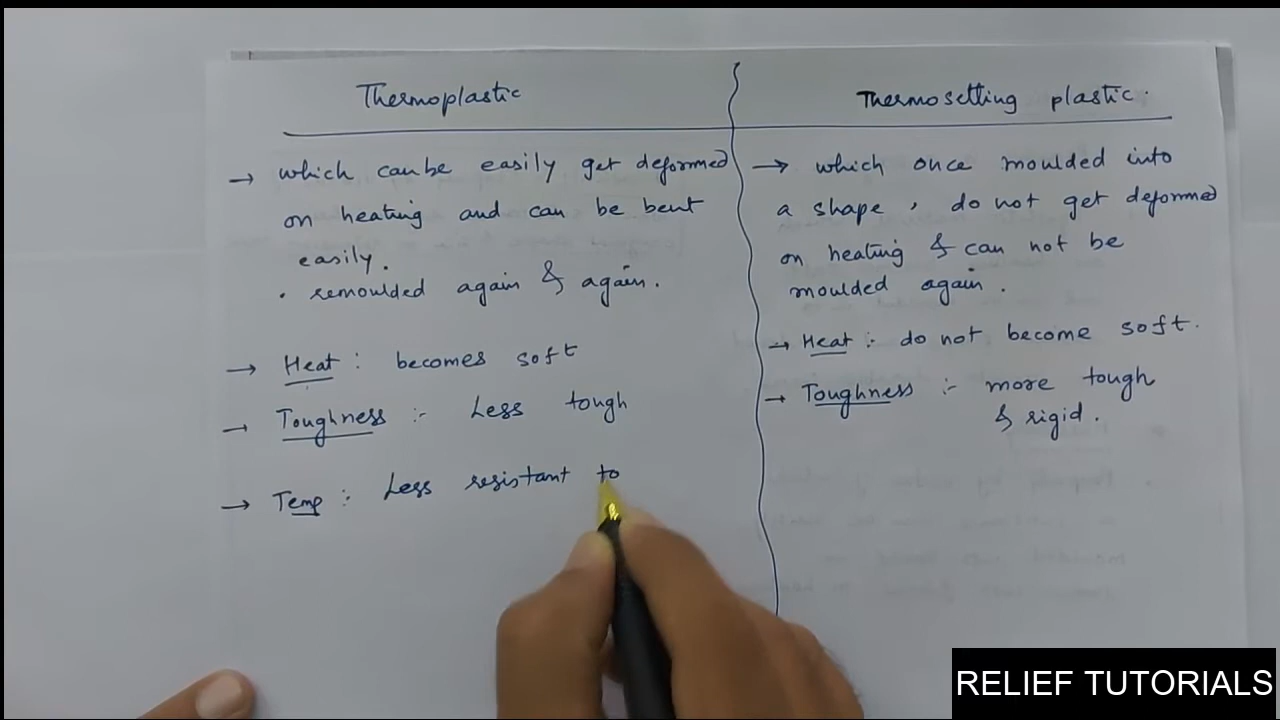 Thermoplastic
→ which can be easily get deformed
on heating and can be bent
easily.
. remoulded again & again.
→ Heat : becomes soft
→ Toughness :- Less tough
→ Temp : Less resistant to
Thermosetting plastic.
→ which once moulded into
a shape, do not get deformed
on heating & can not be
moulded again.
→ Heat :- do not become soft.
→ Toughness :- more tough
& rigid.
RELIEF TUTORIALS